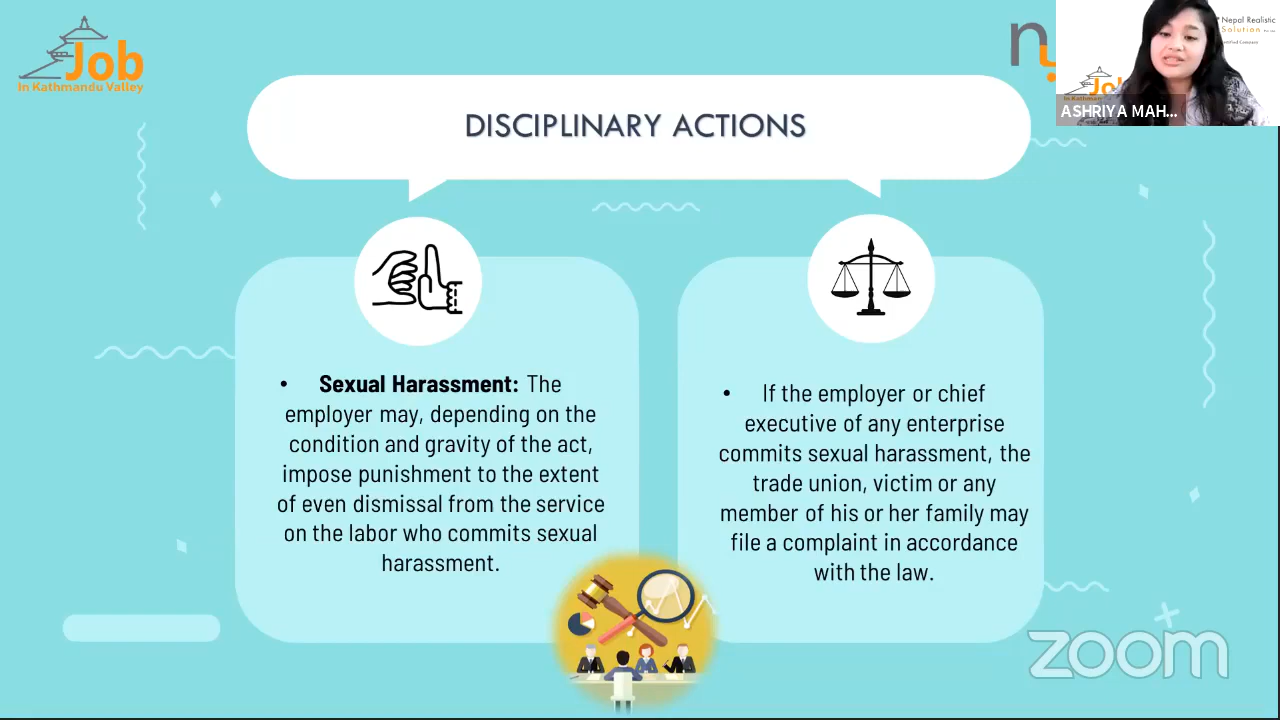 Job
In Kathmandu Valley
n
Nepal Realistic
Solution
ASHRIYA MAH...
DISCIPLINARY ACTIONS
• Sexual Harassment: The
employer may, depending on the
condition and gravity of the act,
impose punishment to the extent
of even dismissal from the service
on the labor who commits sexual
harassment.
• If the employer or chief
executive of any enterprise
commits sexual harassment, the
trade union, victim or any
member of his or her family may
file a complaint in accordance
with the law.
zoom